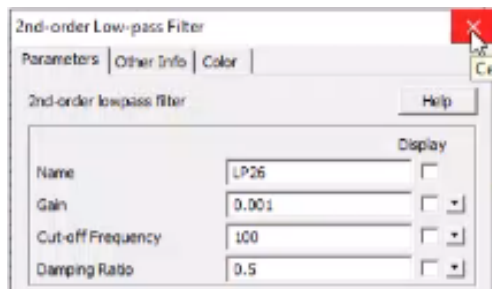 2nd-order Low-pass Filter
Parameters Other Info Color
2nd-order lowpass filter Help
Display
Name LP26
Gain 0.001
Cut-off Frequency 100
Damping Ratio 0.5